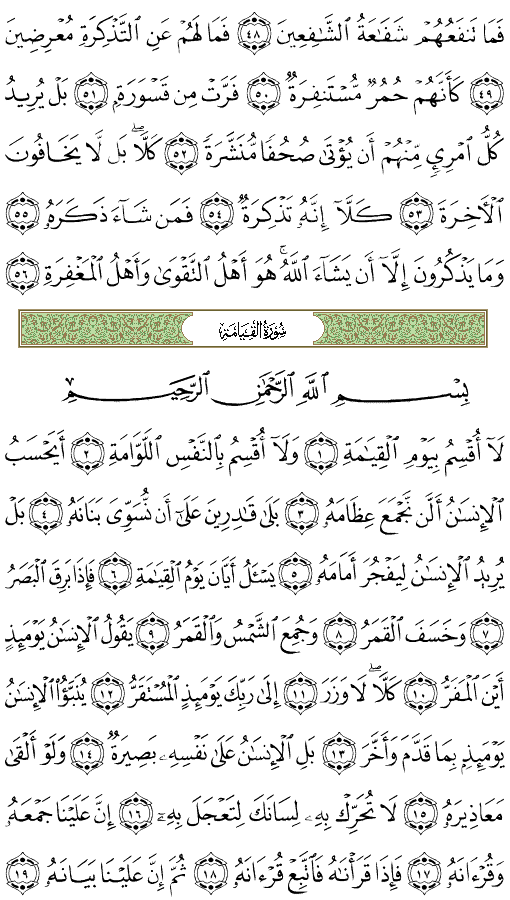 فَمَا تَنفَعُهُمْ شَفَٰعَةُ ٱلشَّٰفِعِينَ ٤٨ فَمَا لَهُمْ عَنِ ٱلتَّذْكِرَةِ مُعْرِضِينَ
٤٩ كَأَنَّهُمْ حُمُرٌ مُّسْتَنفِرَةٌ ٥٠ فَرَّتْ مِن قَسْوَرَةٍۭ ٥١ بَلْ يُرِيدُ
كُلُّ ٱمْرِئٍ مِّنْهُمْ أَن يُؤْتَىٰ صُحُفًا مُّنَشَّرَةً ٥٢ كَلَّا ۖ بَل لَّا يَخَافُونَ
ٱلْءَاخِرَةَ ٥٣ كَلَّآ إِنَّهُۥ تَذْكِرَةٌ ٥٤ فَمَن شَآءَ ذَكَرَهُۥ ٥٥
وَمَا يَذْكُرُونَ إِلَّآ أَن يَشَآءَ ٱللَّهُ ۚ هُوَ أَهْلُ ٱلتَّقْوَىٰ وَأَهْلُ ٱلْمَغْفِرَةِ ٥٦
سُورَةُ القِيَامَةِ
بِسْمِ ٱللَّهِ ٱلرَّحْمَٰنِ ٱلرَّحِيمِ
لَآ أُقْسِمُ بِيَوْمِ ٱلْقِيَٰمَةِ ١ وَلَآ أُقْسِمُ بِٱلنَّفْسِ ٱللَّوَّامَةِ ٢ أَيَحْسَبُ
ٱلْإِنسَٰنُ أَلَّن نَّجْمَعَ عِظَامَهُۥ ٣ بَلَىٰ قَٰدِرِينَ عَلَىٰٓ أَن نُّسَوِّىَ بَنَانَهُۥ ٤ بَلْ
يُرِيدُ ٱلْإِنسَٰنُ لِيَفْجُرَ أَمَامَهُۥ ٥ يَسْـَٔلُ أَيَّانَ يَوْمُ ٱلْقِيَٰمَةِ ٦ فَإِذَا بَرِقَ ٱلْبَصَرُ
٧ وَخَسَفَ ٱلْقَمَرُ ٨ وَجُمِعَ ٱلشَّمْسُ وَٱلْقَمَرُ ٩ يَقُولُ ٱلْإِنسَٰنُ يَوْمَئِذٍ
أَيْنَ ٱلْمَفَرُّ ١٠ كَلَّا ۖ لَا وَزَرَ ١١ إِلَىٰ رَبِّكَ يَوْمَئِذٍ ٱلْمُسْتَقَرُّ ١٢ يُنَبَّؤُا۟ ٱلْإِنسَٰنُ
يَوْمَئِذٍۭ بِمَا قَدَّمَ وَأَخَّرَ ١٣ بَلِ ٱلْإِنسَٰنُ عَلَىٰ نَفْسِهِۦ بَصِيرَةٌ ١٤ وَلَوْ أَلْقَىٰ
مَعَاذِيرَهُۥ ١٥ لَا تُحَرِّكْ بِهِۦ لِسَانَكَ لِتَعْجَلَ بِهِۦٓ ١٦ إِنَّ عَلَيْنَا جَمْعَهُۥ
وَقُرْءَانَهُۥ ١٧ فَإِذَا قَرَأْنَٰهُ فَٱتَّبِعْ قُرْءَانَهُۥ ١٨ ثُمَّ إِنَّ عَلَيْنَا بَيَانَهُۥ ١٩